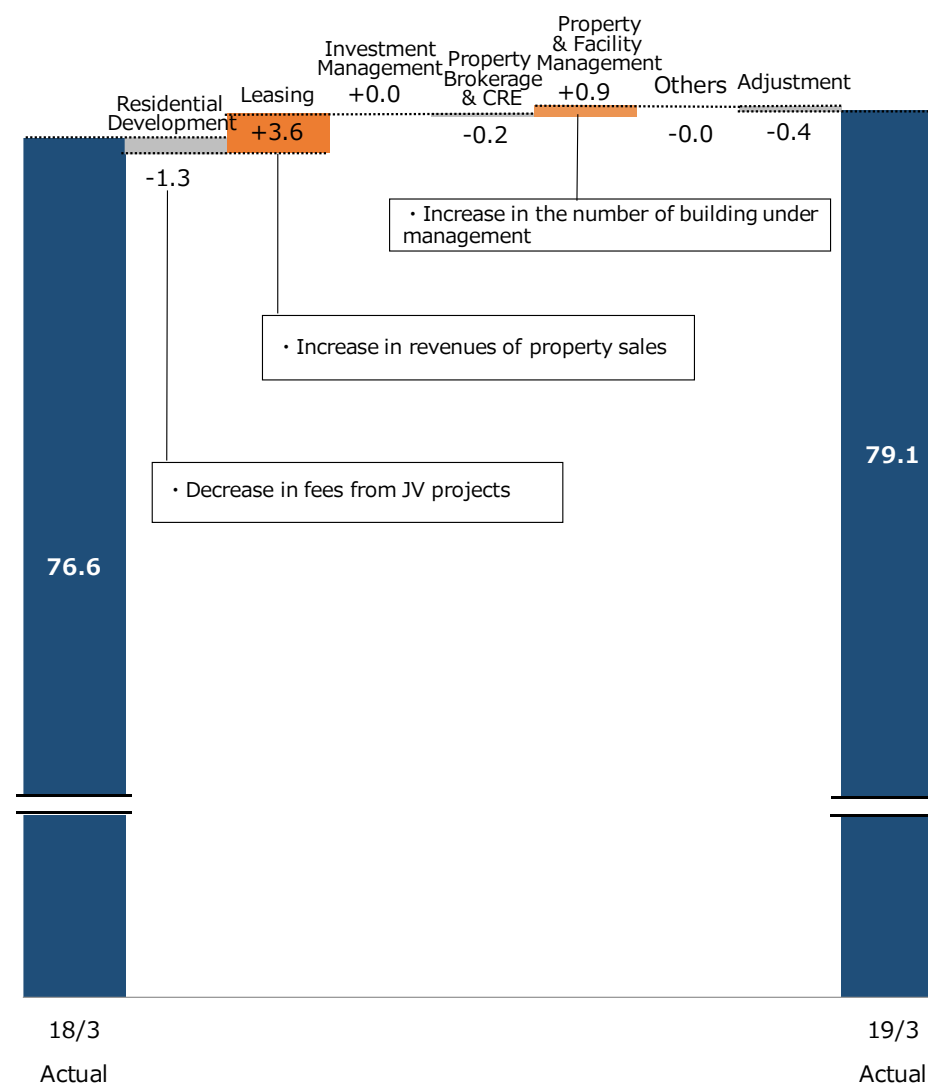 Residential
Development
-1.3
Leasing
+3.6
Investment
Management
+0.0
Property
Brokerage
& CRE
-0.2
Property
& Facility
Management
+0.9
Others
-0.0
Adjustment
-0.4
・Increase in the number of building under
management
・Increase in revenues of property sales
・Decrease in fees from JV projects
76.6
79.1
18/3
Actual
19/3
Actual